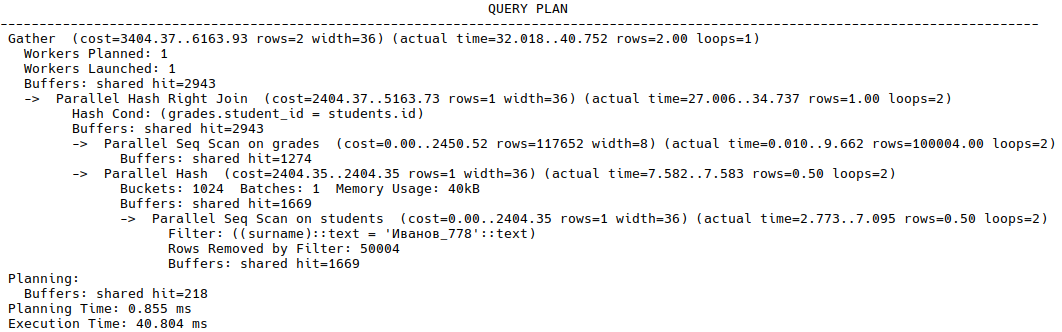 QUERY PLAN
-----------------------------------------------------------------------------------------------------------------------------------
Gather  (cost=3404.37..6163.93 rows=2 width=36) (actual time=32.018..40.752 rows=2.00 loops=1)
  Workers Planned: 1
  Workers Launched: 1
  Buffers: shared hit=2943
  ->  Parallel Hash Right Join  (cost=2404.37..5163.73 rows=1 width=36) (actual time=27.006..34.737 rows=1.00 loops=2)
        Hash Cond: (grades.student_id = students.id)
        Buffers: shared hit=2943
        ->  Parallel Seq Scan on grades  (cost=0.00..2450.52 rows=117652 width=8) (actual time=0.010..9.662 rows=100004.00 loops=2)
              Buffers: shared hit=1274
        ->  Parallel Hash  (cost=2404.35..2404.35 rows=1 width=36) (actual time=7.582..7.583 rows=0.50 loops=2)
              Buckets: 1024  Batches: 1  Memory Usage: 40kB
              Buffers: shared hit=1669
              ->  Parallel Seq Scan on students  (cost=0.00..2404.35 rows=1 width=36) (actual time=2.773..7.095 rows=0.50 loops=2)
                    Filter: ((surname)::text = 'Иванов_778'::text)
                    Rows Removed by Filter: 50004
                    Buffers: shared hit=1669
Planning:
  Buffers: shared hit=218
Planning Time: 0.855 ms
Execution Time: 40.804 ms